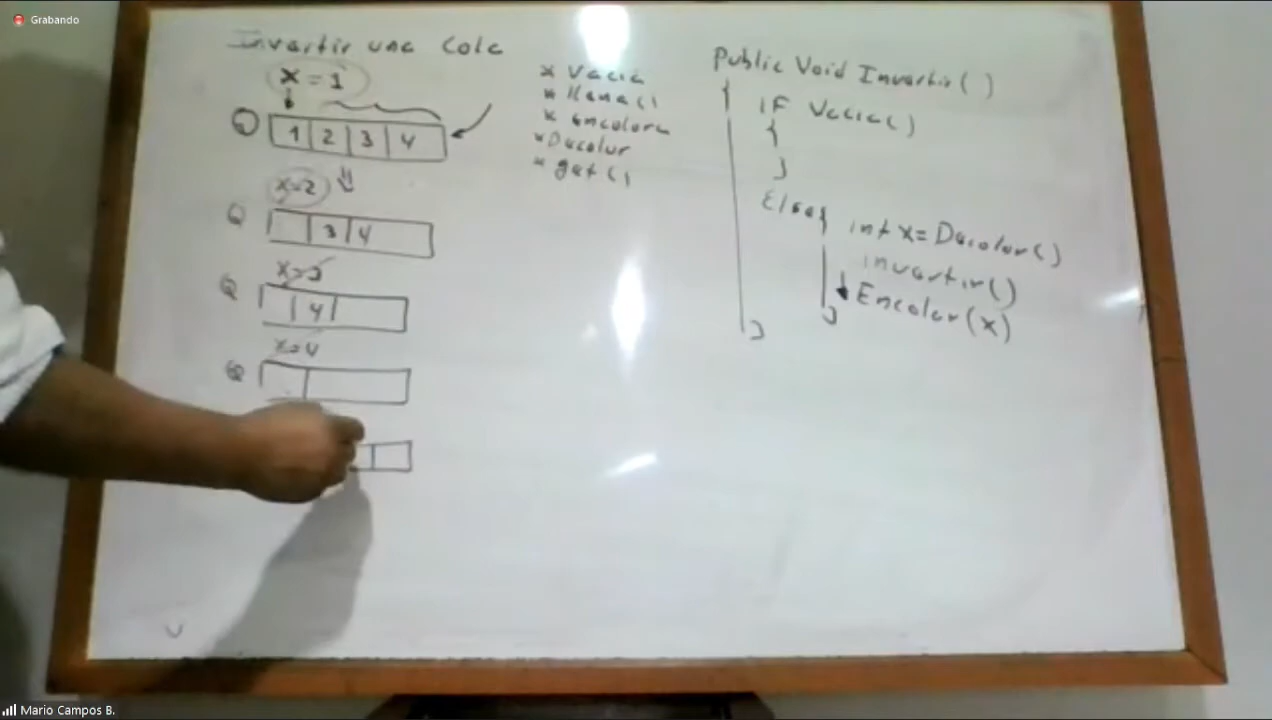 Grabando
Invertir una Cola
x = 1
1 2 3 4
x=2
3 4
x=3
4
x=4
* Vacia
* llena()
* encolar
* Decolar
* get()
Public Void Invertir()
{
IF Vacia()
{
}
Else{ int x= Decolar()
invertir()
Encolar(x)
}
}
Mario Campos B.